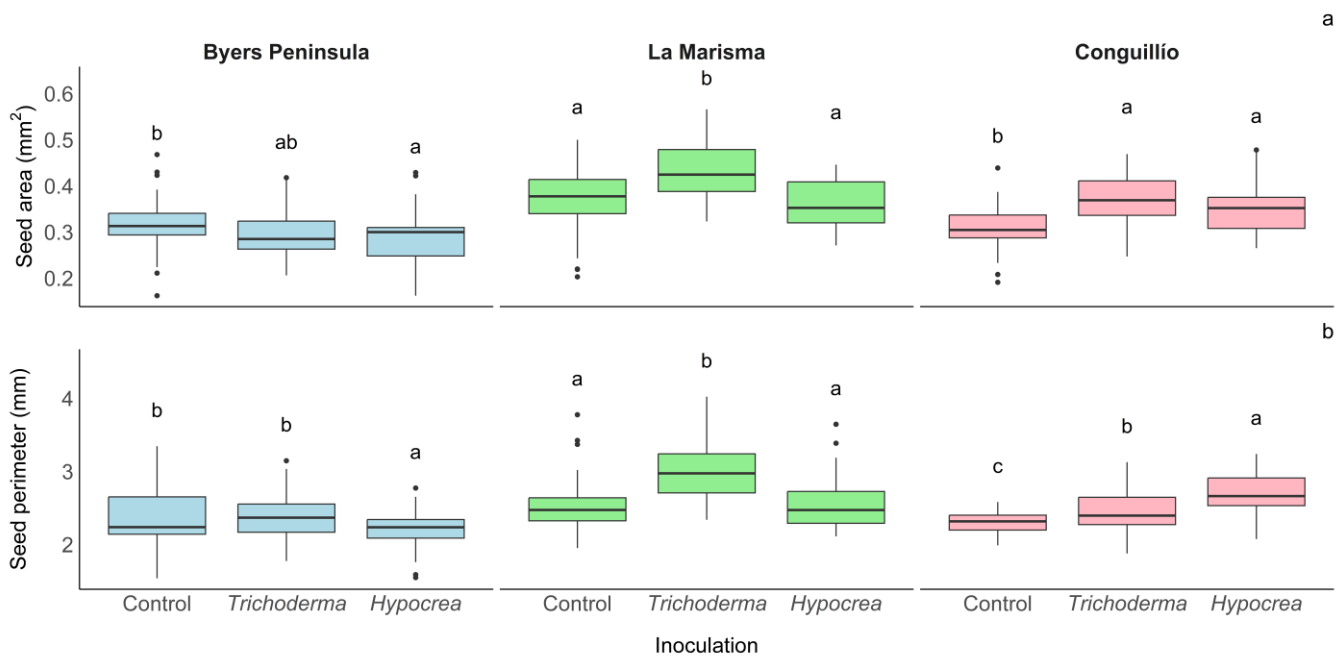 a
Byers Peninsula La Marisma Conguillío
Seed area (mm²)
0.6
0.5
0.4
0.3
0.2
b ab a
a b a
b a a
b
Seed perimeter (mm)
4
3
2
b b a
a b a
c b a
Control Trichoderma Hypocrea Control Trichoderma Hypocrea Control Trichoderma Hypocrea
Inoculation